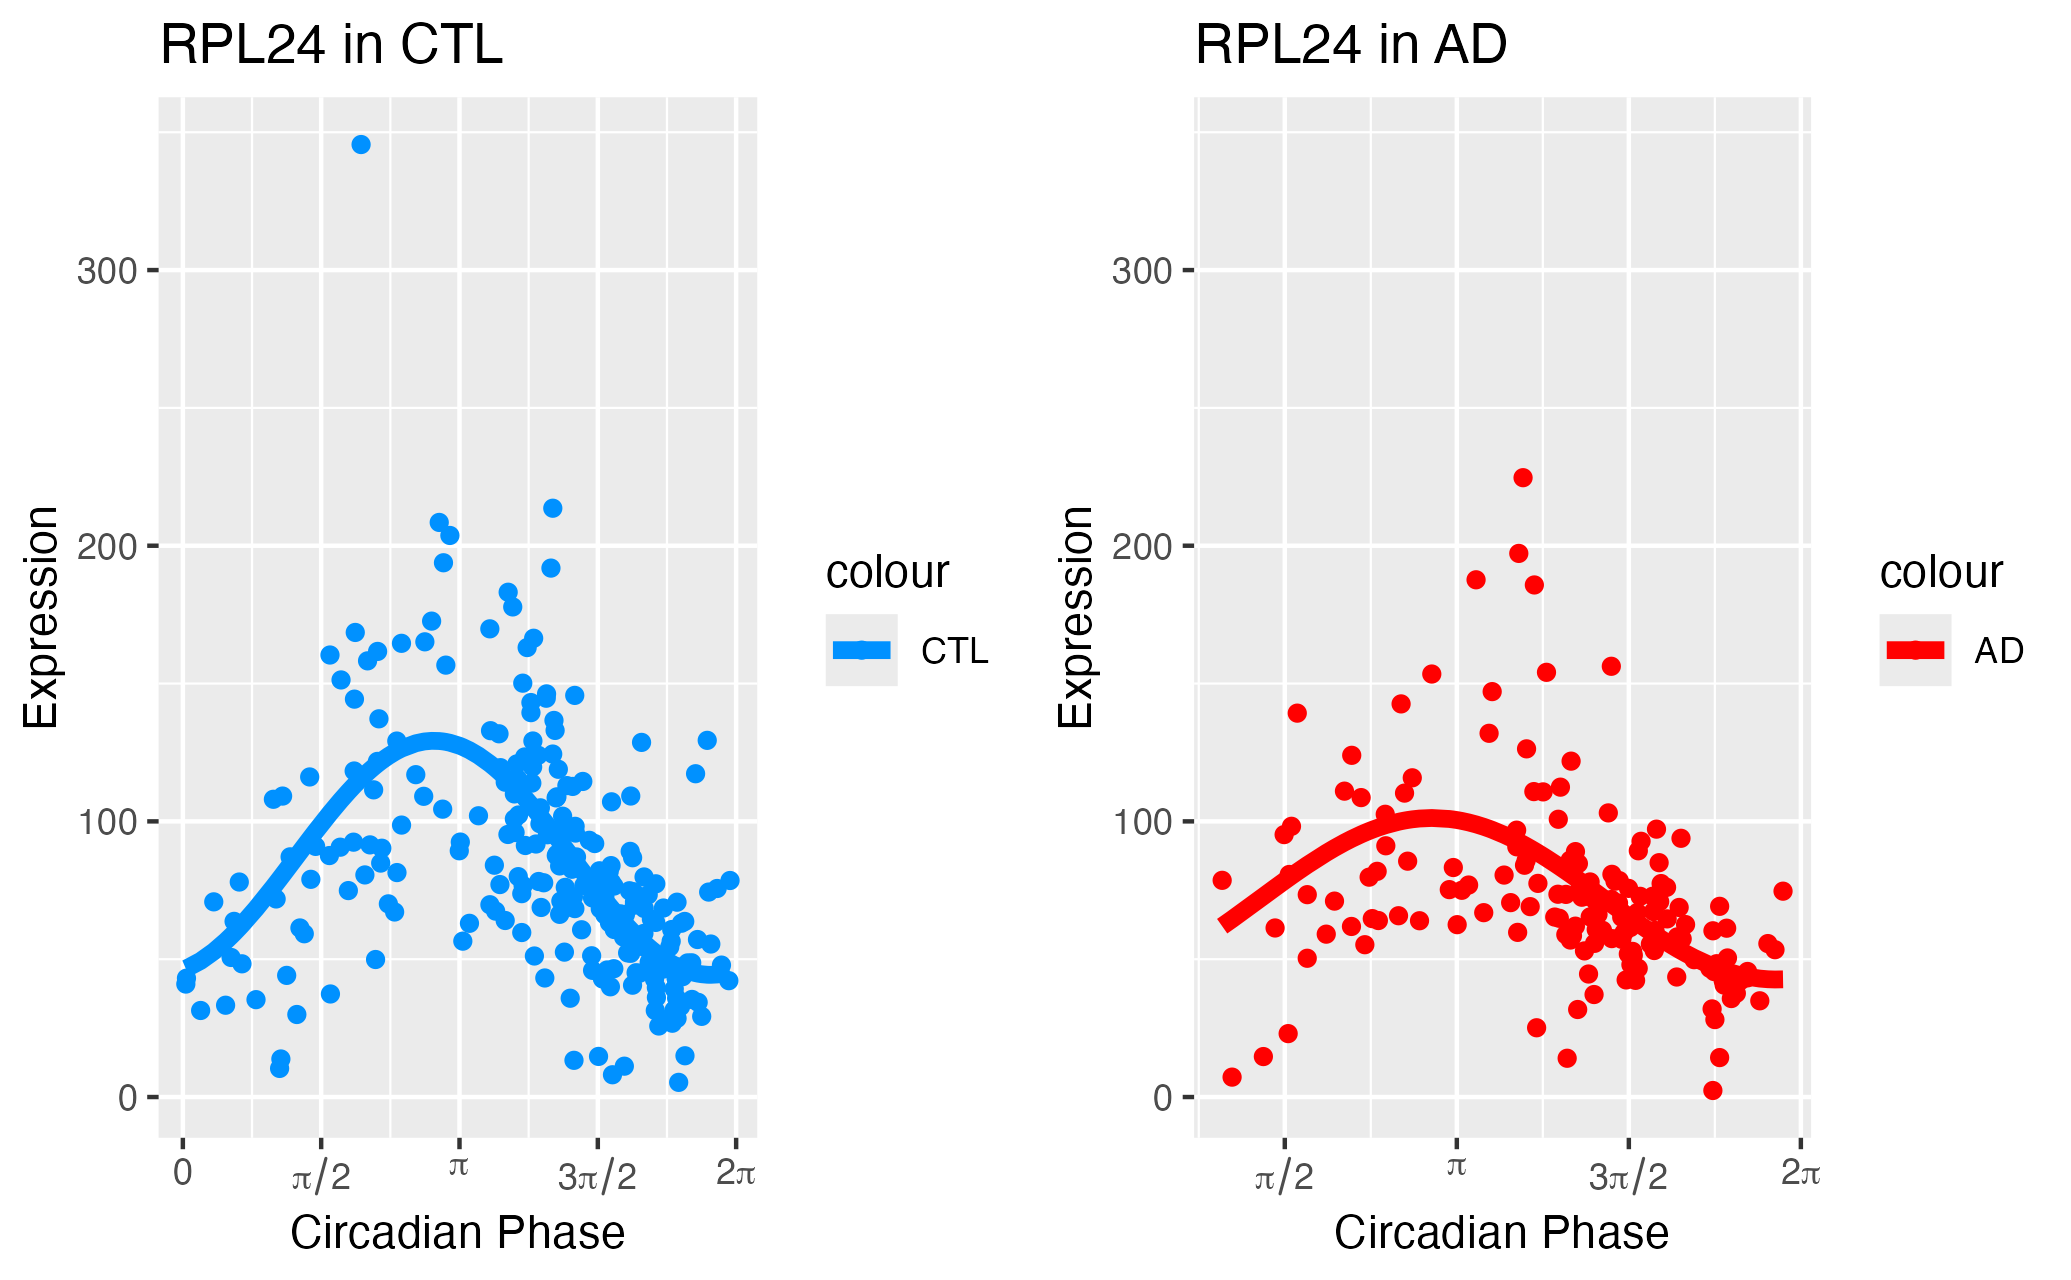 RPL24 in CTL
Expression
300
200
100
0
0 π/2 π 3π/2 2π
Circadian Phase
colour
CTL
RPL24 in AD
Expression
300
200
100
0
π/2 π 3π/2 2π
Circadian Phase
colour
AD